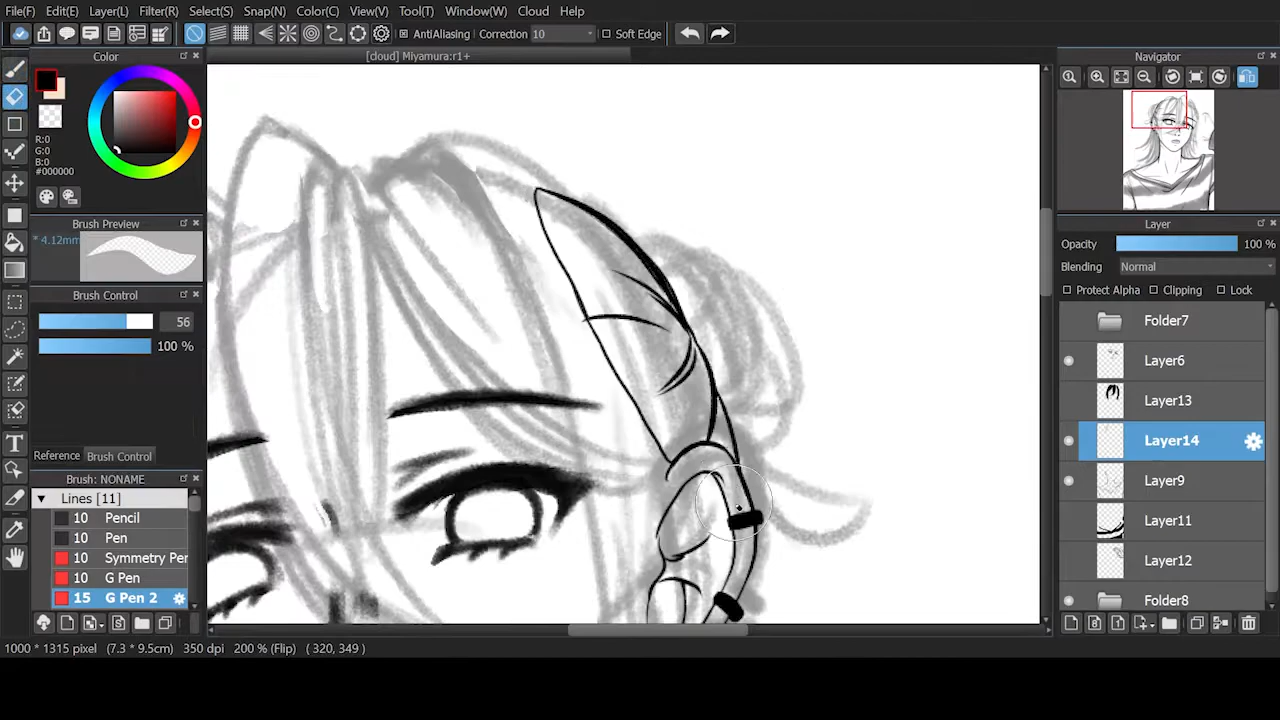 File(F) Edit(E) Layer(L) Filter(R) Select(S) Snap(N) Color(C) View(V) Tool(T) Window(W) Cloud Help
AntiAliasing Correction 10 Soft Edge
[cloud] Miyamura:r1+
Color
R:0
G:0
B:0
#000000
Brush Preview
* 4.12mm
Brush Control
56
100 %
Reference Brush Control
Brush: NONAME
Lines [11]
10 Pencil
10 Pen
10 Symmetry Pen
10 G Pen
15 G Pen 2
Navigator
Layer
Opacity 100 %
Blending Normal
Protect Alpha Clipping Lock
Folder7
Layer6
Layer13
Layer14
Layer9
Layer11
Layer12
Folder8
1000 * 1315 pixel (7.3 * 9.5cm) 350 dpi 200 % (Flip) ( 320, 349 )